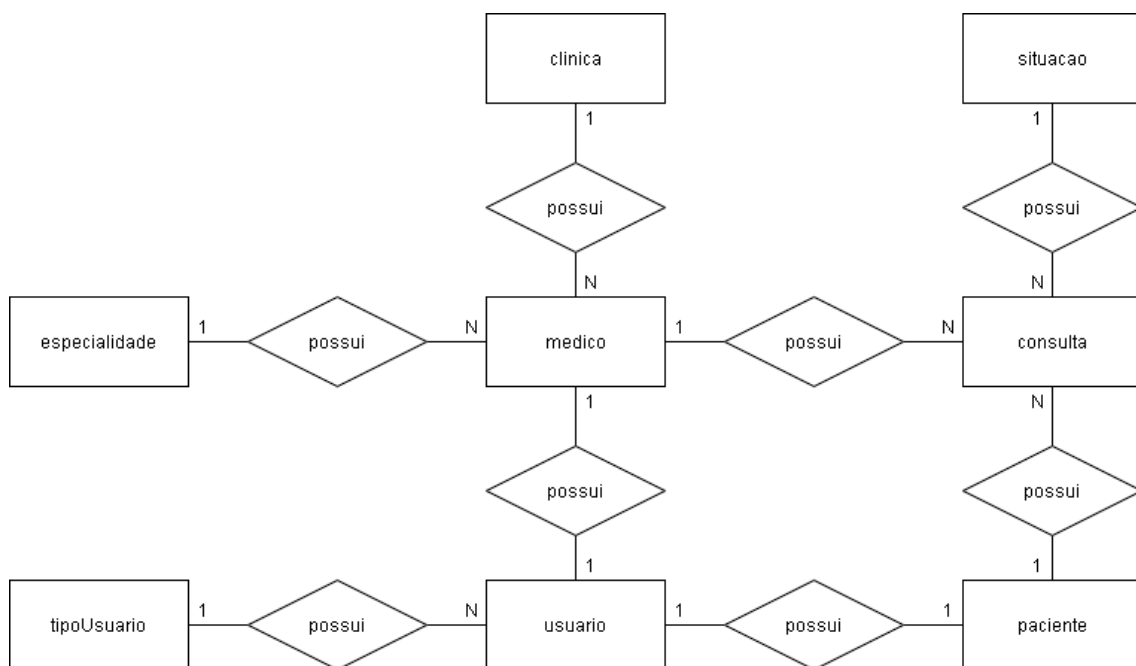 clinica
situacao
1
1
possui
possui
N
N
especialidade
1
possui
N
medico
1
possui
N
consulta
1
N
possui
possui
1
1
tipoUsuario
1
possui
N
usuario
1
possui
1
paciente